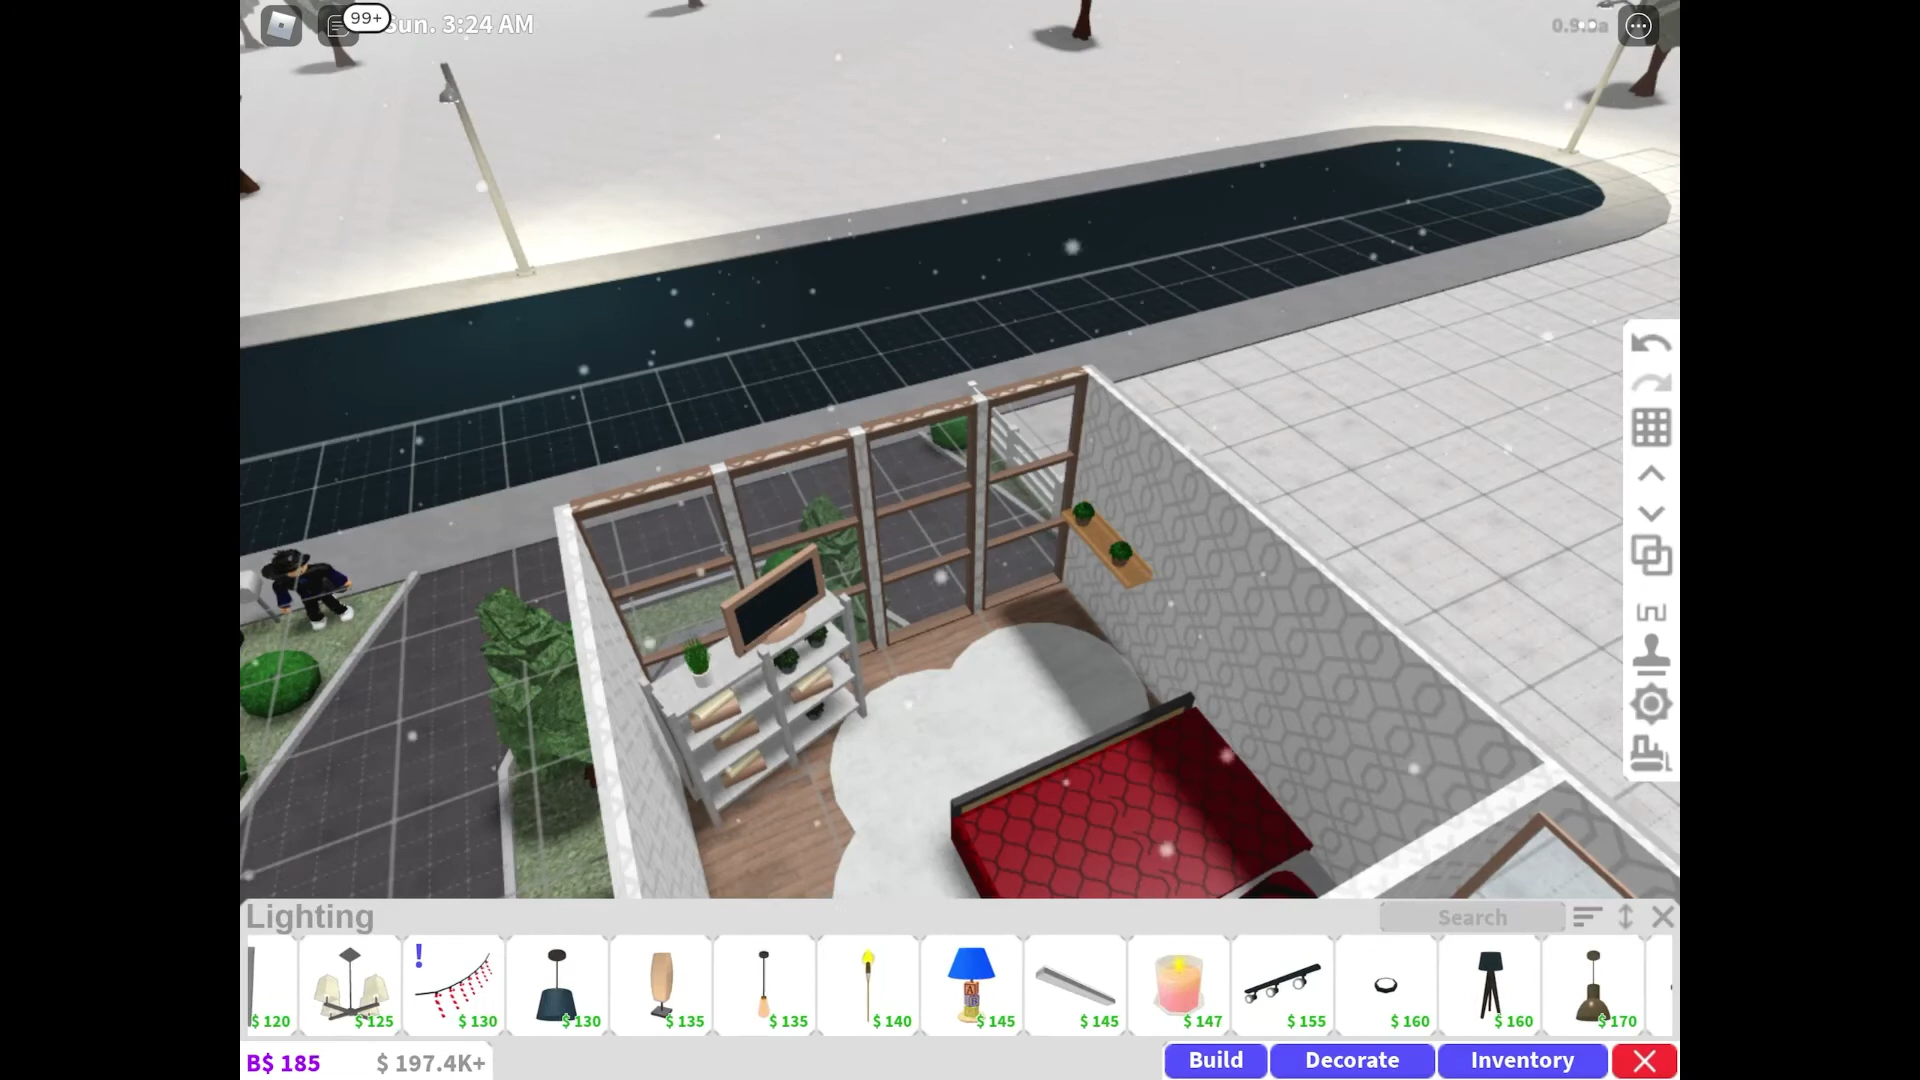 99+
Sun. 3:24 AM
Lighting
Search
$ 120
$ 125
!
$ 130
$ 130
$ 135
$ 135
$ 140
A
$ 145
$ 145
$ 147
$ 155
$ 160
$ 160
$ 170
B$ 185
$ 197.4K+
Build
Decorate
Inventory